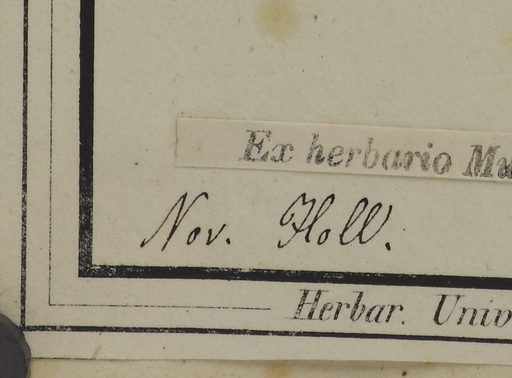 Ex herbario Mu
Nov. Holl.
Herbar. Univ